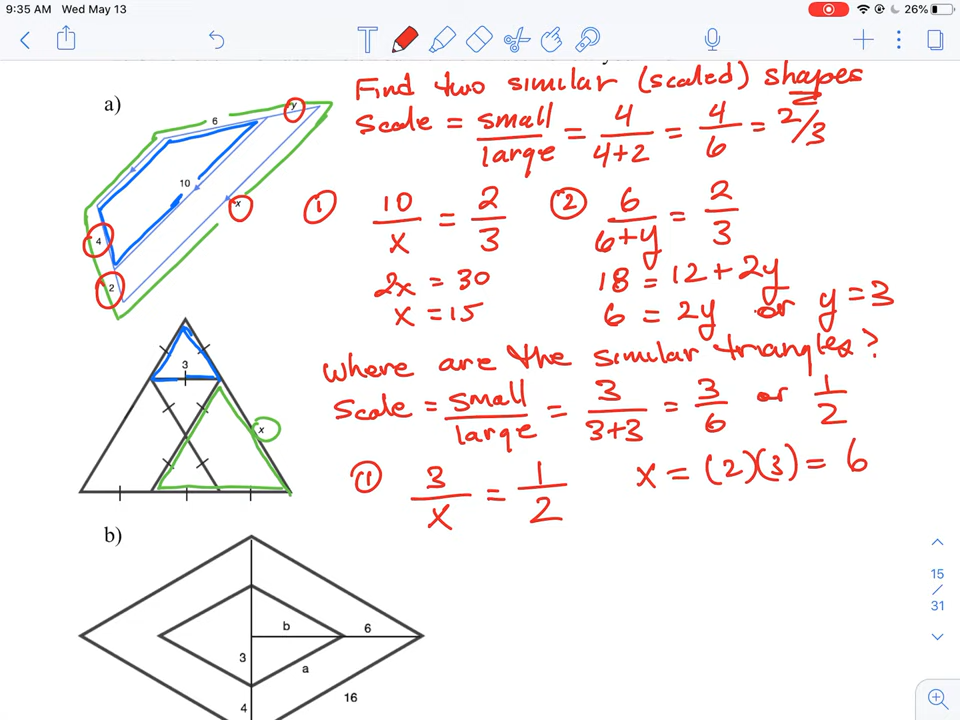 9:35 AM Wed May 13
26%
T
a)
Find two similar (scaled) shapes
Scale = small/large = 4/4+2 = 4/6 = 2/3
6
y
10
x
4
2
① 10/x = 2/3
2x = 30
x = 15
② 6/6+y = 2/3
18 = 12 + 2y
6 = 2y or y = 3
Where are the similar triangles?
Scale = small/large = 3/3+3 = 3/6 or 1/2
3
x
① 3/x = 1/2 x = (2)(3) = 6
b)
b
6
3
a
4
16
15
/
31